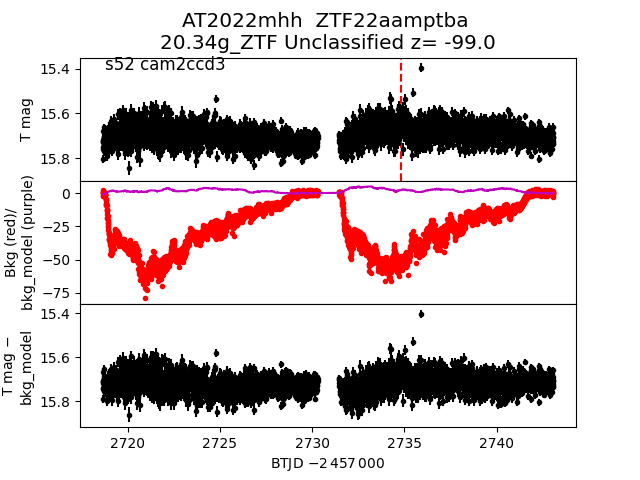 AT2022mhh  ZTF22aamptba
20.34g_ZTF Unclassified z= -99.0
s52 cam2ccd3
T mag
15.4
15.6
15.8
Bkg (red)/
bkg_model (purple)
0
−25
−50
−75
T mag −
bkg_model
15.4
15.6
15.8
2720
2725
2730
2735
2740
BTJD −2 457 000